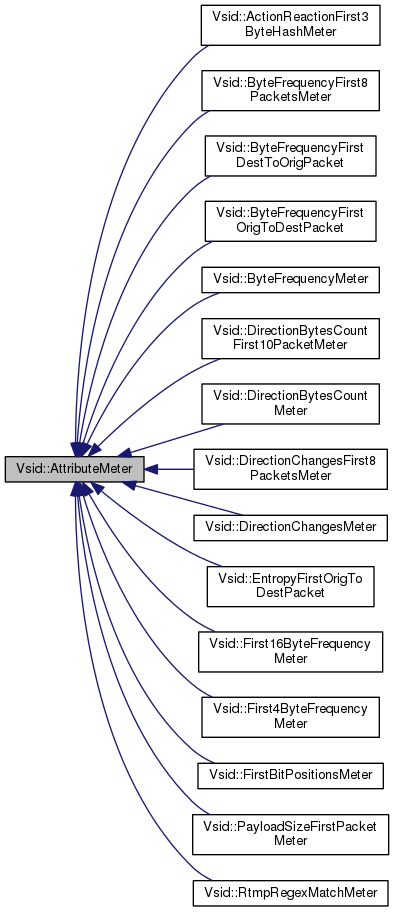 Vsid::ActionReactionFirst3
ByteHashMeter
Vsid::ByteFrequencyFirst8
PacketsMeter
Vsid::ByteFrequencyFirst
DestToOrigPacket
Vsid::ByteFrequencyFirst
OrigToDestPacket
Vsid::ByteFrequencyMeter
Vsid::DirectionBytesCount
First10PacketMeter
Vsid::DirectionBytesCount
Meter
Vsid::AttributeMeter
Vsid::DirectionChangesFirst8
PacketsMeter
Vsid::DirectionChangesMeter
Vsid::EntropyFirstOrigTo
DestPacket
Vsid::First16ByteFrequency
Meter
Vsid::First4ByteFrequency
Meter
Vsid::FirstBitPositionsMeter
Vsid::PayloadSizeFirstPacket
Meter
Vsid::RtmpRegexMatchMeter